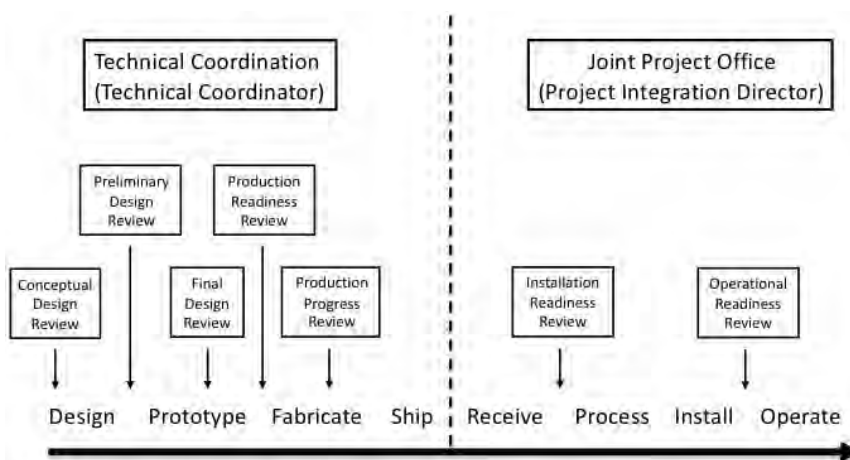 Technical Coordination
(Technical Coordinator)
Joint Project Office
(Project Integration Director)
Preliminary
Design
Review
Production
Readiness
Review
Conceptual
Design
Review
Final
Design
Review
Production
Progress
Review
Installation
Readiness
Review
Operational
Readiness
Review
Design Prototype Fabricate Ship Receive Process Install Operate